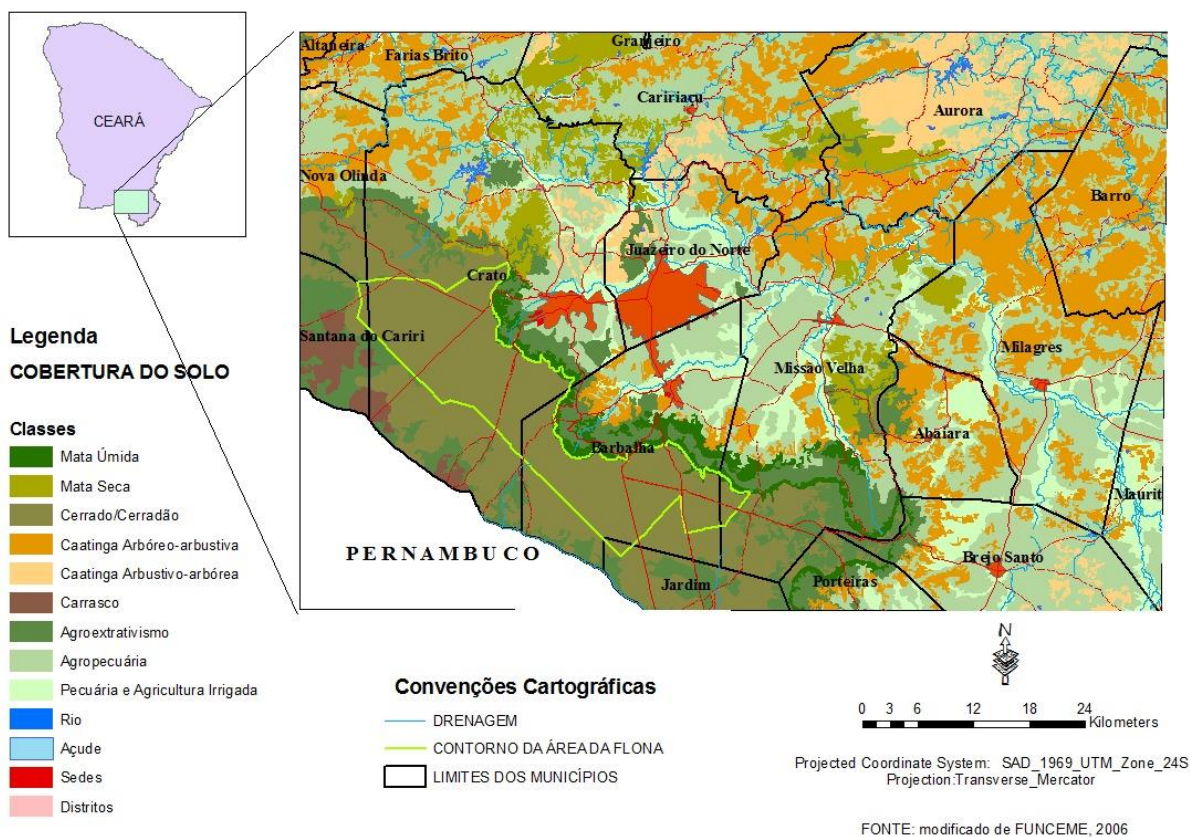 CEARÁ
Altaneira
Farias Brito
Granjeiro
Caririaçu
Aurora
Nova Olinda
Barro
Juazeiro do Norte
Crato
Santana do Cariri
Milagres
Missão Velha
Abaiara
Barbalha
Maurit
PERNAMBUCO
Brejo Santo
Jardim
Porteiras
Legenda
COBERTURA DO SOLO
Classes
Mata Úmida
Mata Seca
Cerrado/Cerradão
Caatinga Arbóreo-arbustiva
Caatinga Arbustivo-arbórea
Carrasco
Agroextrativismo
Agropecuária
Pecuária e Agricultura Irrigada
Rio
Açude
Sedes
Distritos
Convenções Cartográficas
DRENAGEM
CONTORNO DA ÁREA DA FLONA
LIMITES DOS MUNICÍPIOS
N
0 3 6 12 18 24
Kilometers
Projected Coordinate System: SAD_1969_UTM_Zone_24S
Projection:Transverse_Mercator
FONTE: modificado de FUNCEME, 2006